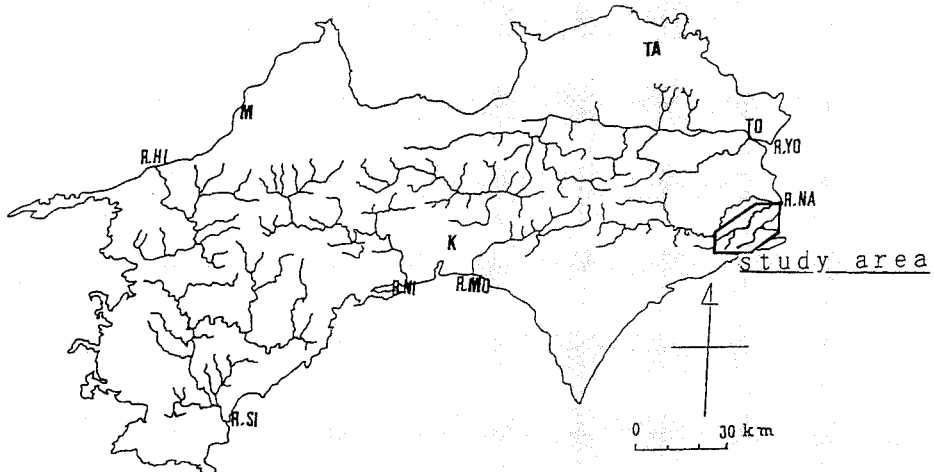 TA
M
TO
R.HI
R.YO
R.NA
K
study area
R.NI
R.MO
R.SI
0 30 km